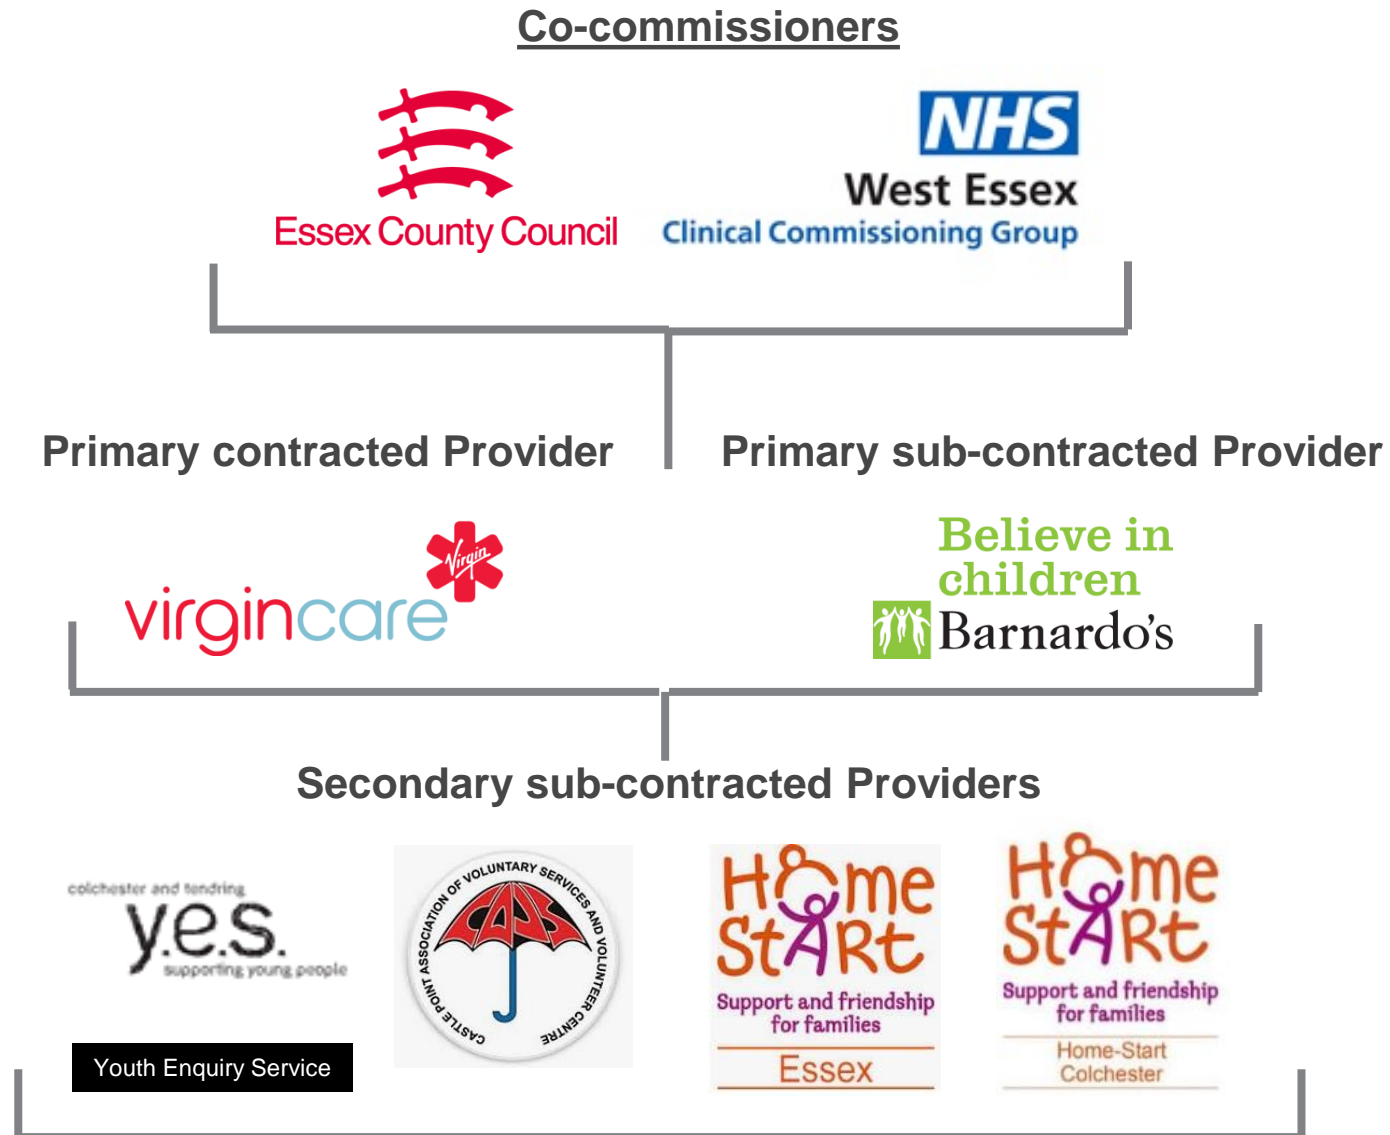 Co-commissioners
Essex County Council
NHS
West Essex
Clinical Commissioning Group
Primary contracted Provider
Primary sub-contracted Provider
Virgin
virgincare
Believe in
children
Barnardo's
Secondary sub-contracted Providers
colchester and tendring
y.e.s.
supporting young people
Youth Enquiry Service
CASTLE POINT ASSOCIATION OF VOLUNTARY SERVICES AND VOLUNTEER CENTRE
CAVS
HOme
StARt
Support and friendship
for families
Essex
HOme
StARt
Support and friendship
for families
Home-Start
Colchester